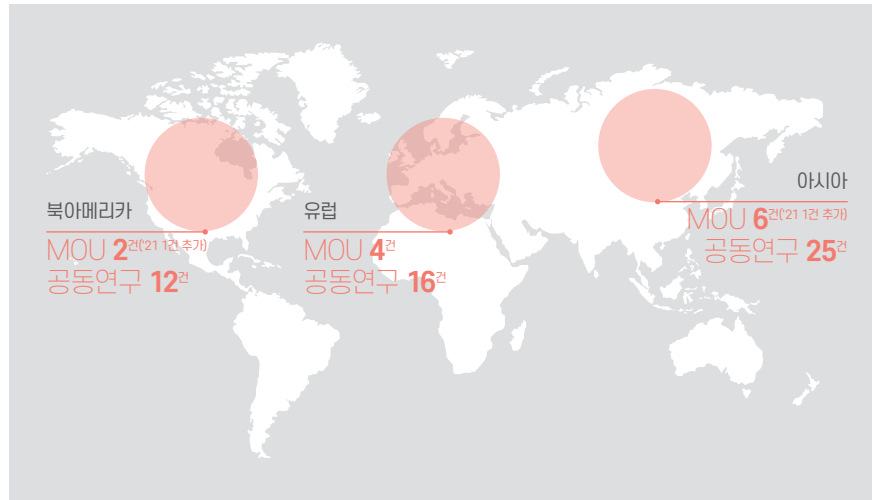 북아메리카
MOU 2건('21 1건 추가)
공동연구 12건
유럽
MOU 4건
공동연구 16건
아시아
MOU 6건('21 1건 추가)
공동연구 25건